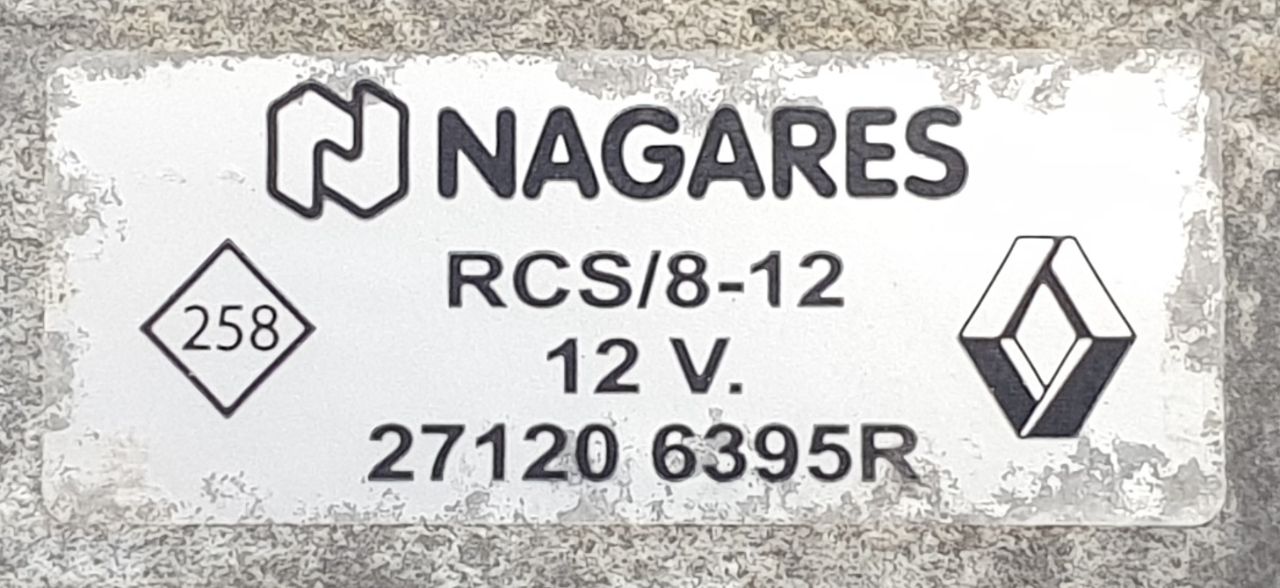 NAGARES
RCS/8-12
258
12 V.
27120 6395R